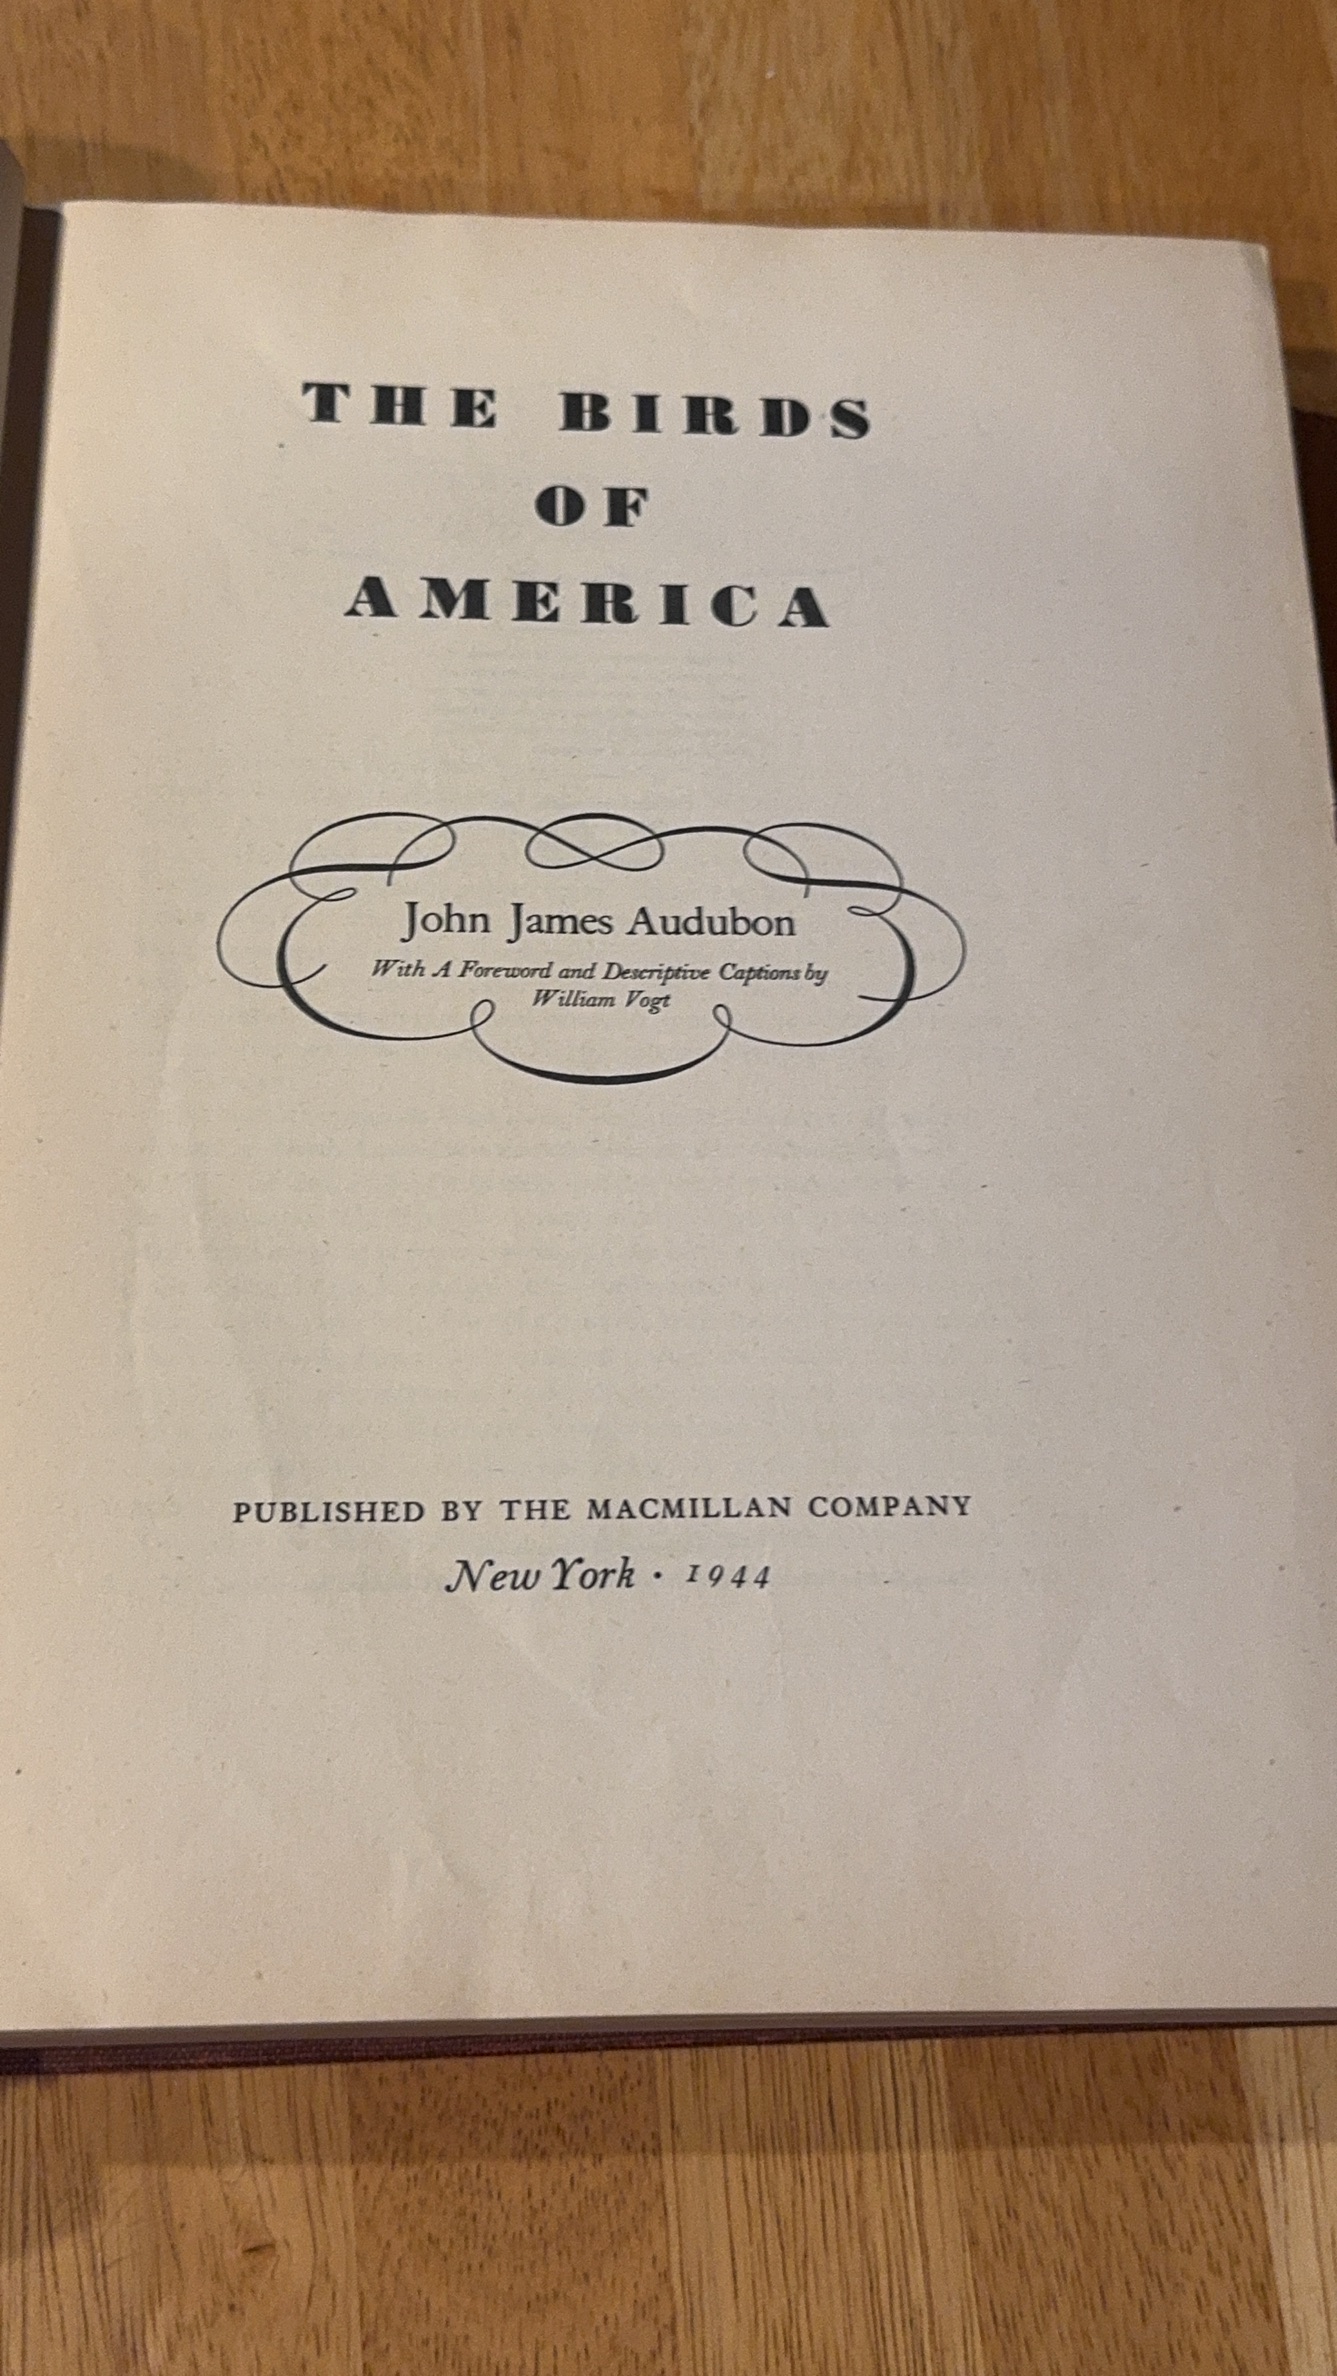 THE BIRDS
OF
AMERICA
John James Audubon
With A Foreword and Descriptive Captions by
William Vogt
PUBLISHED BY THE MACMILLAN COMPANY
New York · 1944